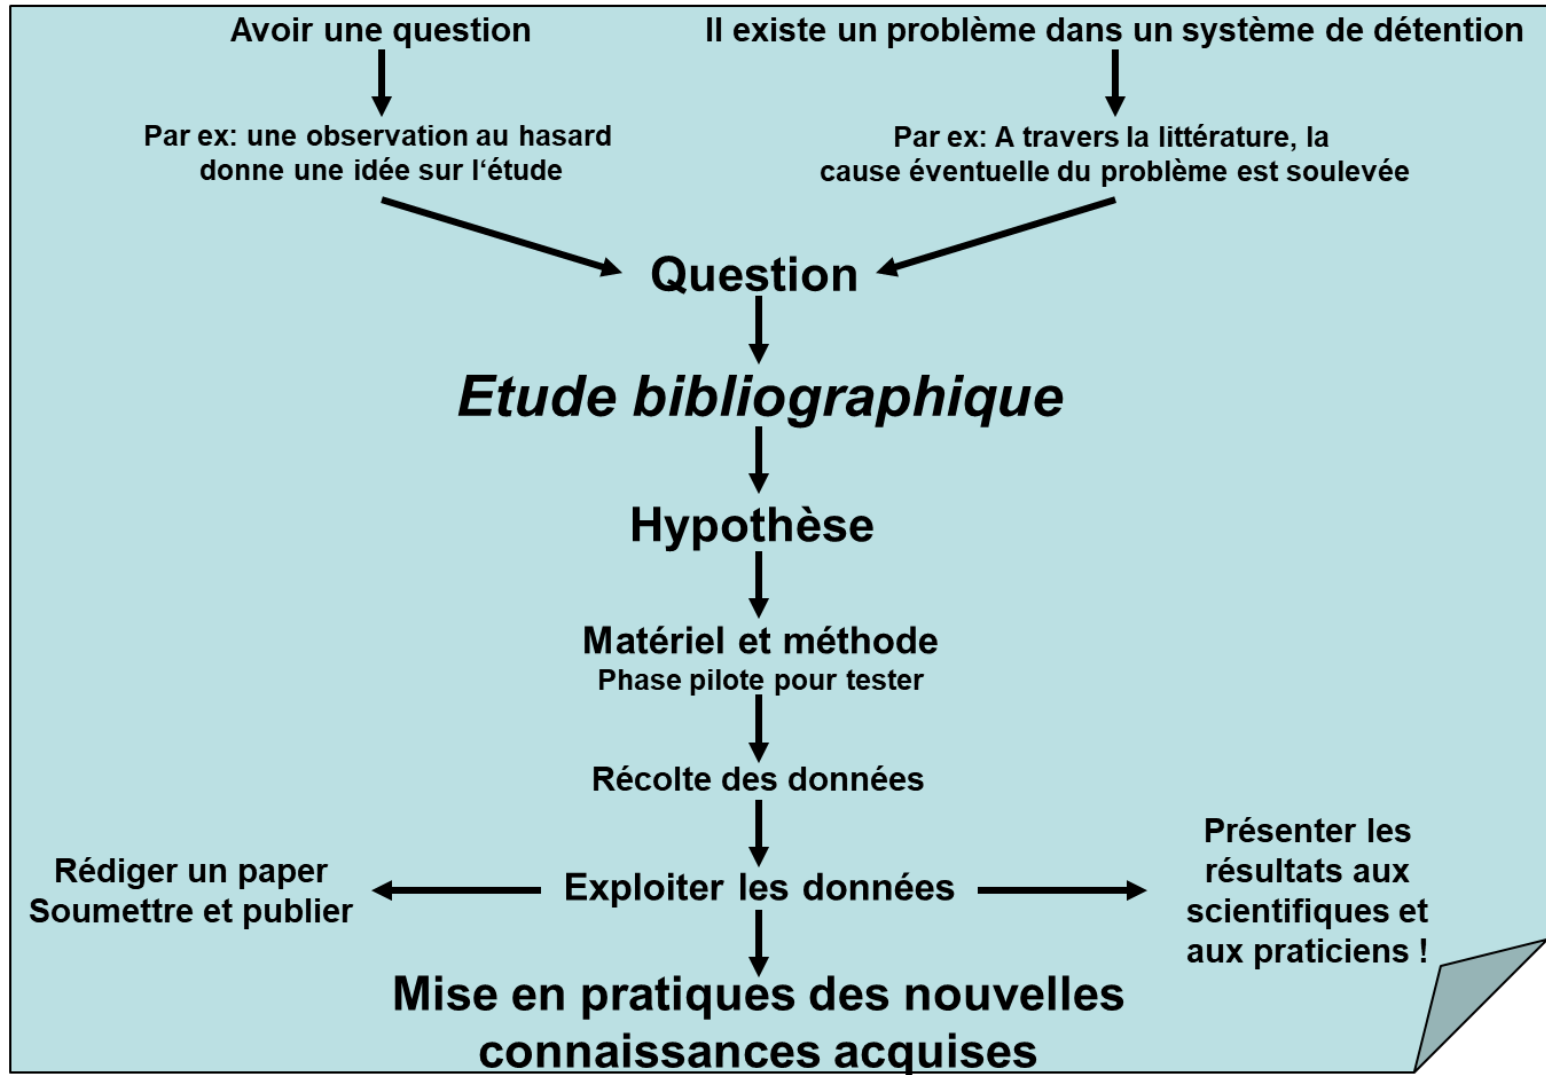 Avoir une question
Il existe un problème dans un système de détention
Par ex: une observation au hasard
donne une idée sur l‘étude
Par ex: A travers la littérature, la
cause éventuelle du problème est soulevée
Question
Etude bibliographique
Hypothèse
Matériel et méthode
Phase pilote pour tester
Récolte des données
Exploiter les données
Rédiger un paper
Soumettre et publier
Présenter les
résultats aux
scientifiques et
aux praticiens !
Mise en pratiques des nouvelles
connaissances acquises